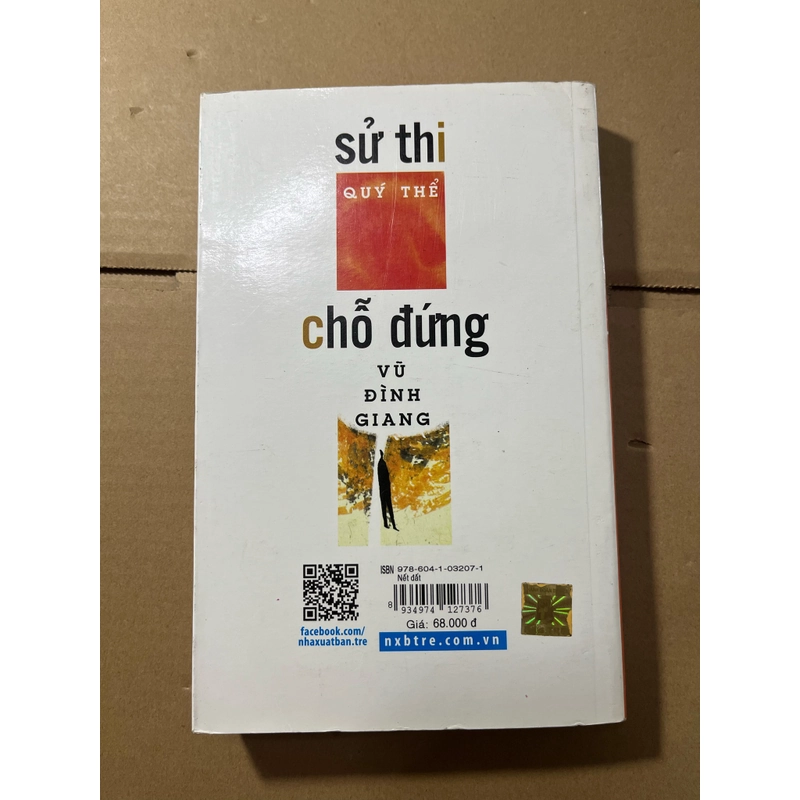 sử thi
QUÝ THỂ
chỗ đứng
VŨ
ĐÌNH
GIANG
ISBN 978-604-1-03207-1
Nết đất
8 934974 127376
Giá: 68.000 đ
facebook.com/
nhaxuatban.tre
nxbtre.com.vn